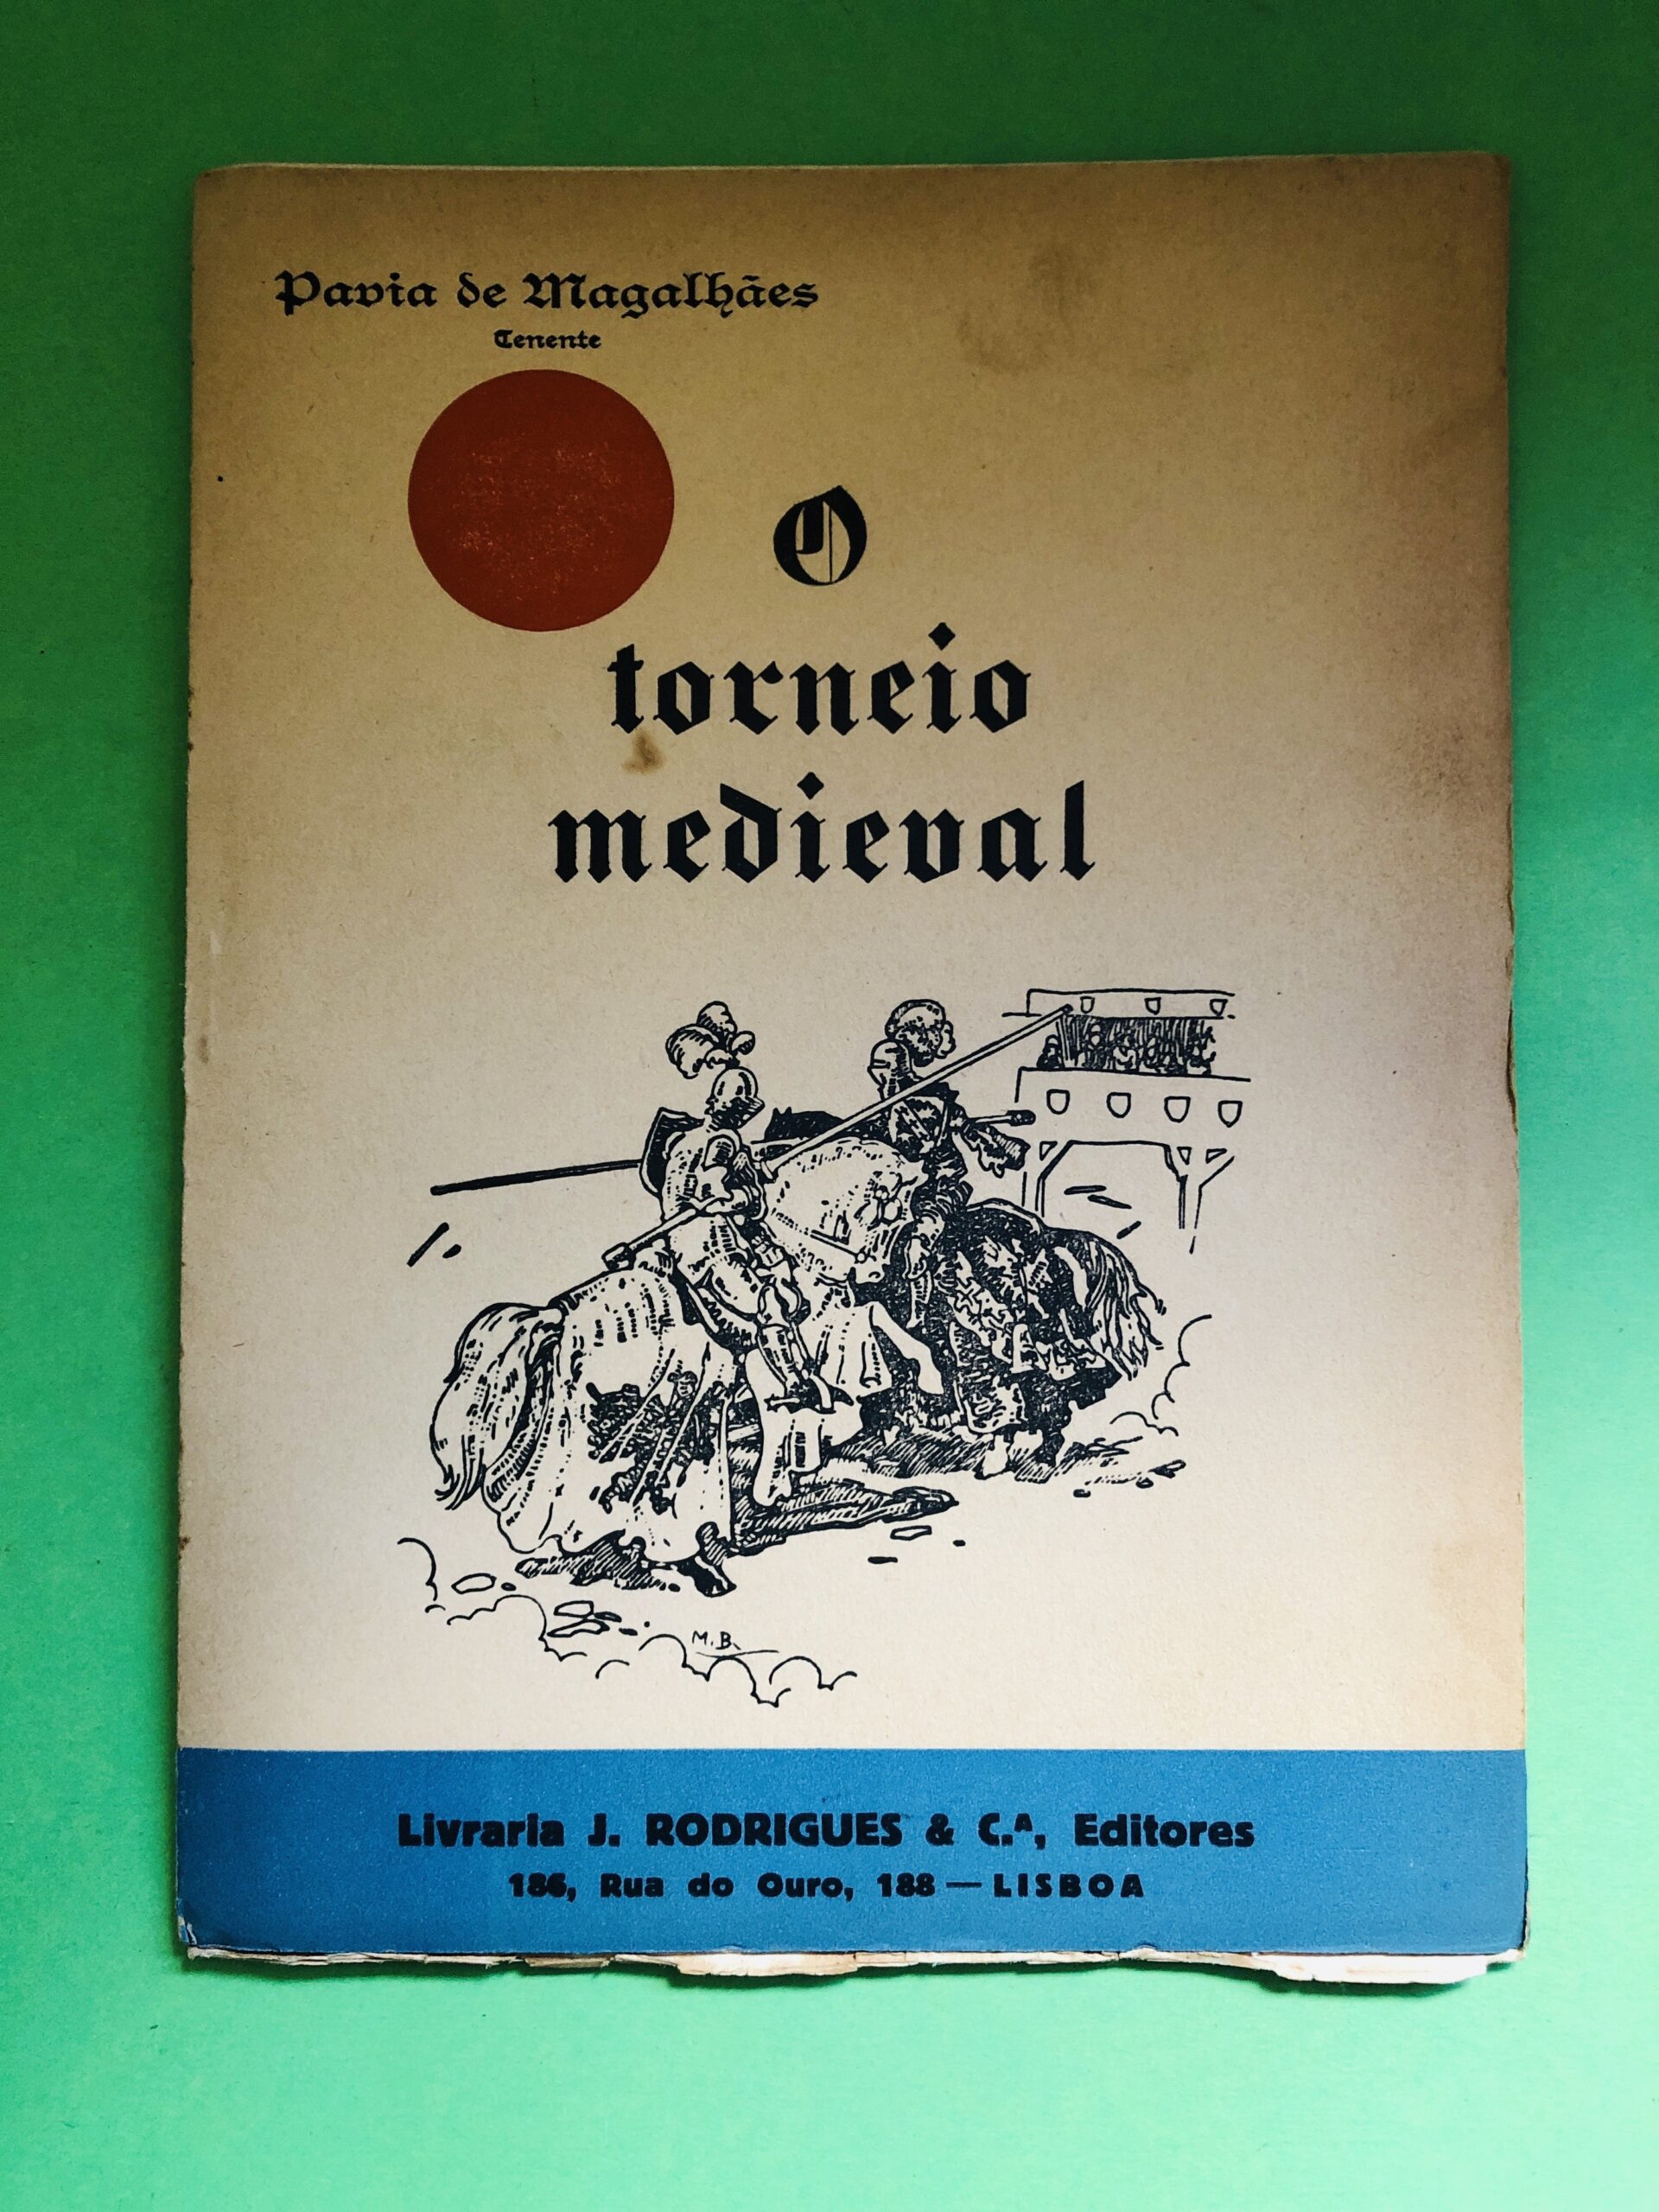 Pavia de Magalhães
Tenente
O
torneio
medieval
M.B.
Livraria J. RODRIGUES & C.ᴬ, Editores
186, Rua do Ouro, 188 — LISBOA